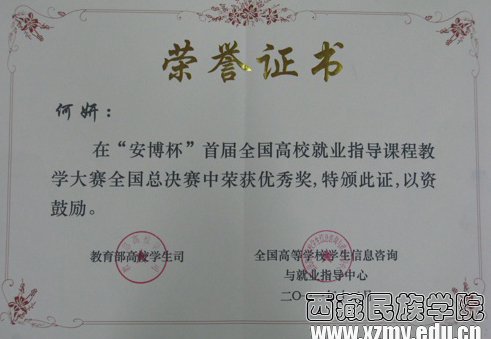 荣誉证书
何妍：
在“安博杯”首届全国高校就业指导课程教
学大赛全国总决赛中荣获优秀奖，特颁此证，以资
鼓励。
教育部高校学生司
全国高等学校学生信息咨询
与就业指导中心
二〇一
西藏民族学院
www.xzmy.edu.cn